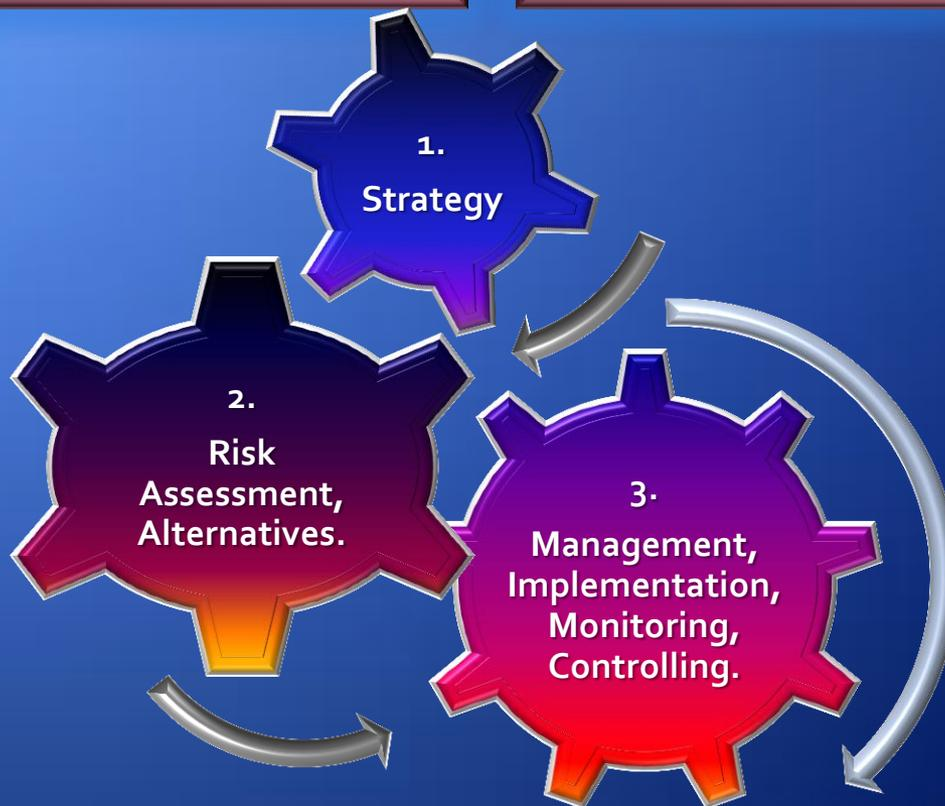 1.
Strategy
2.
Risk
Assessment,
Alternatives.
3.
Management,
Implementation,
Monitoring,
Controlling.